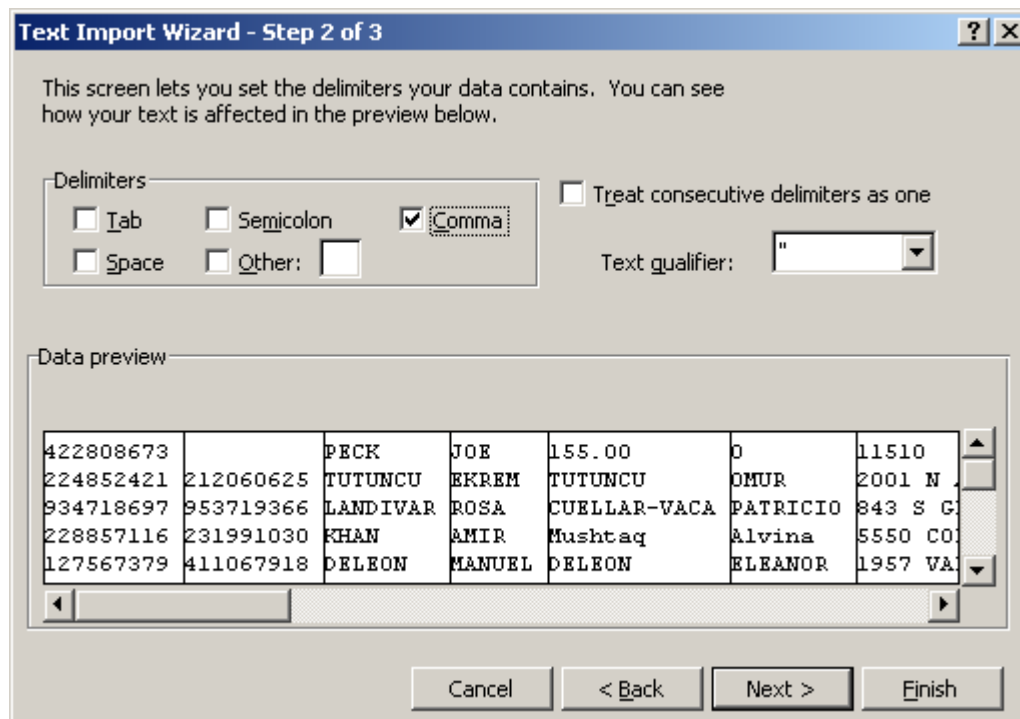 Text Import Wizard - Step 2 of 3
This screen lets you set the delimiters your data contains. You can see
how your text is affected in the preview below.
Delimiters
Tab Semicolon Comma
Space Other:
Treat consecutive delimiters as one
Text qualifier: "
Data preview
422808673 PECK JOE 155.00 O 11510
224852421 212060625 TUTUNCU EKREM TUTUNCU OMUR 2001 N
934718697 953719366 LANDIVAR ROSA CUELLAR-VACA PATRICIO 843 S
228857116 231991030 KHAN AMIR Mushtaq Alvina 5550
127567379 411067918 DELEON MANUEL DELEON ELEANOR 1957
Cancel < Back Next > Finish